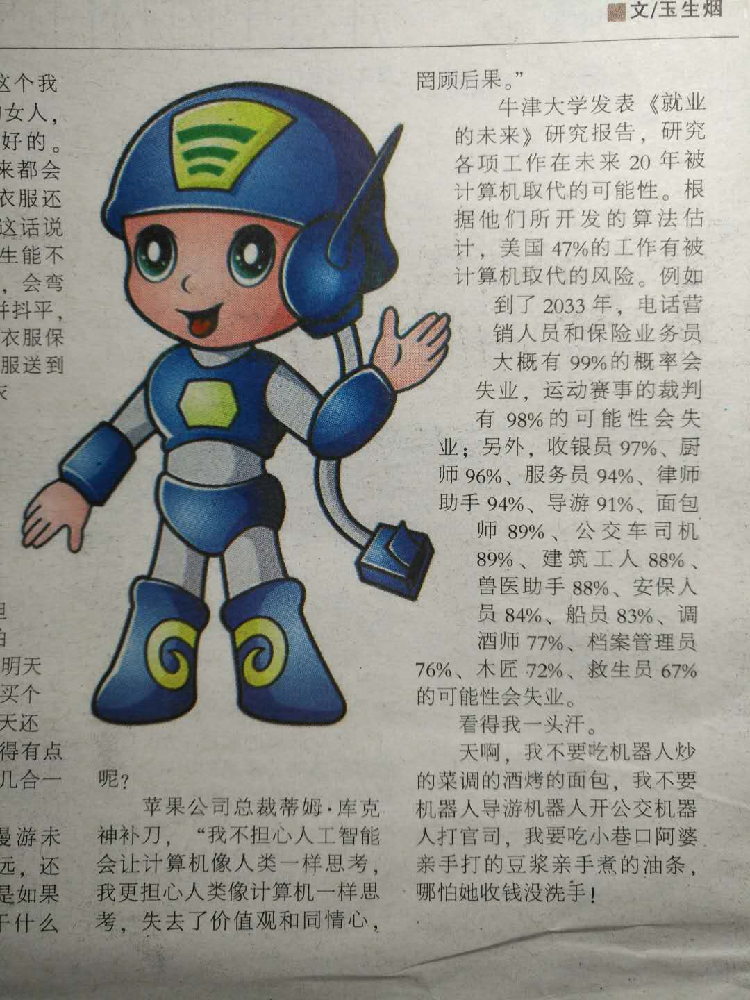 文/玉生烟
这个我
的女人，
好的。
来都会
衣服还
这话说
生能不
，会弯
并抖平，
衣服保
服送到
明天
买个
天还
得有点
几合一
漫游未
远，还
是如果
干什么
呢？
苹果公司总裁蒂姆·库克
神补刀，“我不担心人工智能
会让计算机像人类一样思考，
我更担心人类像计算机一样思
考，失去了价值观和同情心，
罔顾后果。”
牛津大学发表《就业
的未来》研究报告，研究
各项工作在未来 20 年被
计算机取代的可能性。根
据他们所开发的算法估
计，美国 47%的工作有被
计算机取代的风险。例如
到了 2033 年，电话营
销人员和保险业务员
大概有 99%的概率会
失业，运动赛事的裁判
有 98%的可能性会失
业；另外，收银员 97%、厨
师 96%、服务员 94%、律师
助手 94%、导游 91%、面包
师 89%、公交车司机
89%、建筑工人 88%、
兽医助手 88%、安保人
员 84%、船员 83%、调
酒师 77%、档案管理员
76%、木匠 72%、救生员 67%
的可能性会失业。
看得我一头汗。
天啊，我不要吃机器人炒
的菜调的酒烤的面包，我不要
机器人导游机器人开公交机器
人打官司，我要吃小巷口阿婆
亲手打的豆浆亲手煮的油条，
哪怕她收钱没洗手！